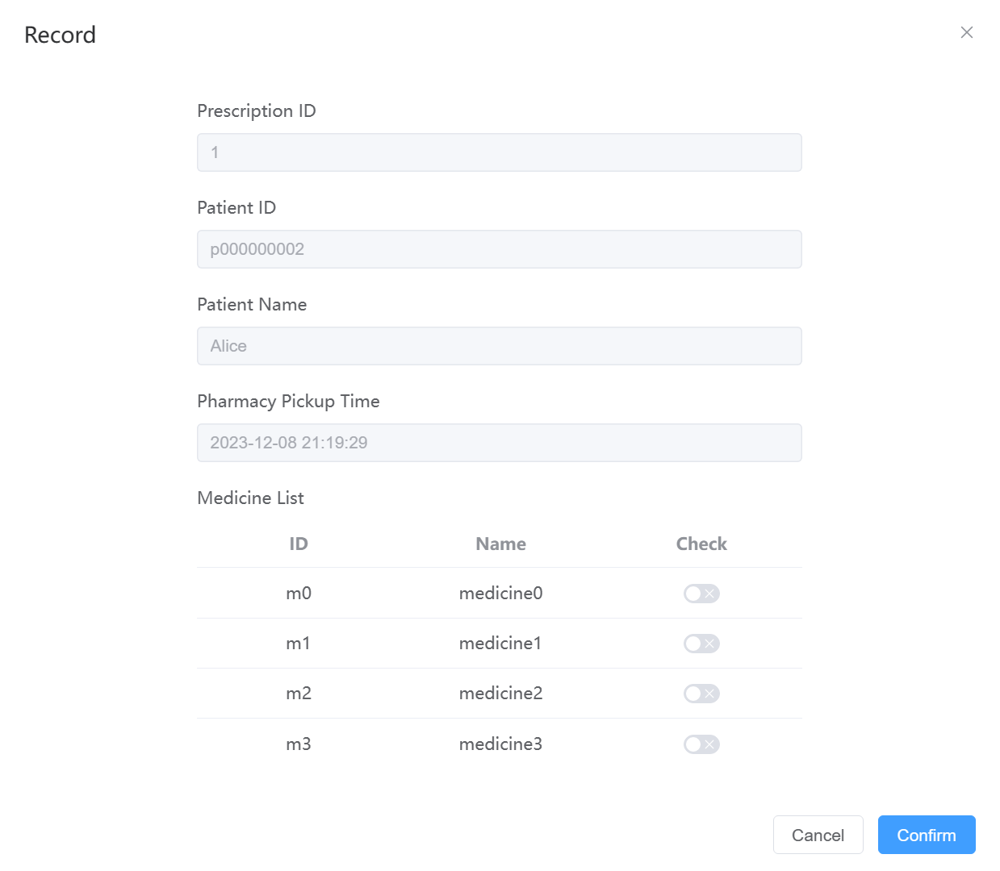 Record
Prescription ID
1
Patient ID
p000000002
Patient Name
Alice
Pharmacy Pickup Time
2023-12-08 21:19:29
Medicine List
ID Name Check
m0 medicine0
m1 medicine1
m2 medicine2
m3 medicine3
Cancel Confirm